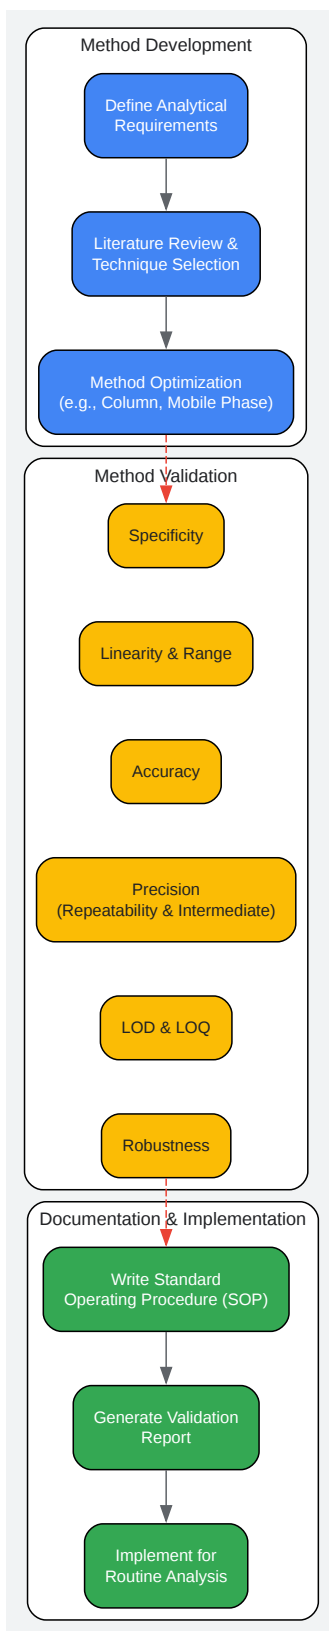 Method Development
Define Analytical
Requirements
Literature Review &
Technique Selection
Method Optimization
(e.g., Column, Mobile Phase)
Method Validation
Specificity
Linearity & Range
Accuracy
Precision
(Repeatability & Intermediate)
LOD & LOQ
Robustness
Documentation & Implementation
Write Standard
Operating Procedure (SOP)
Generate Validation
Report
Implement for
Routine Analysis